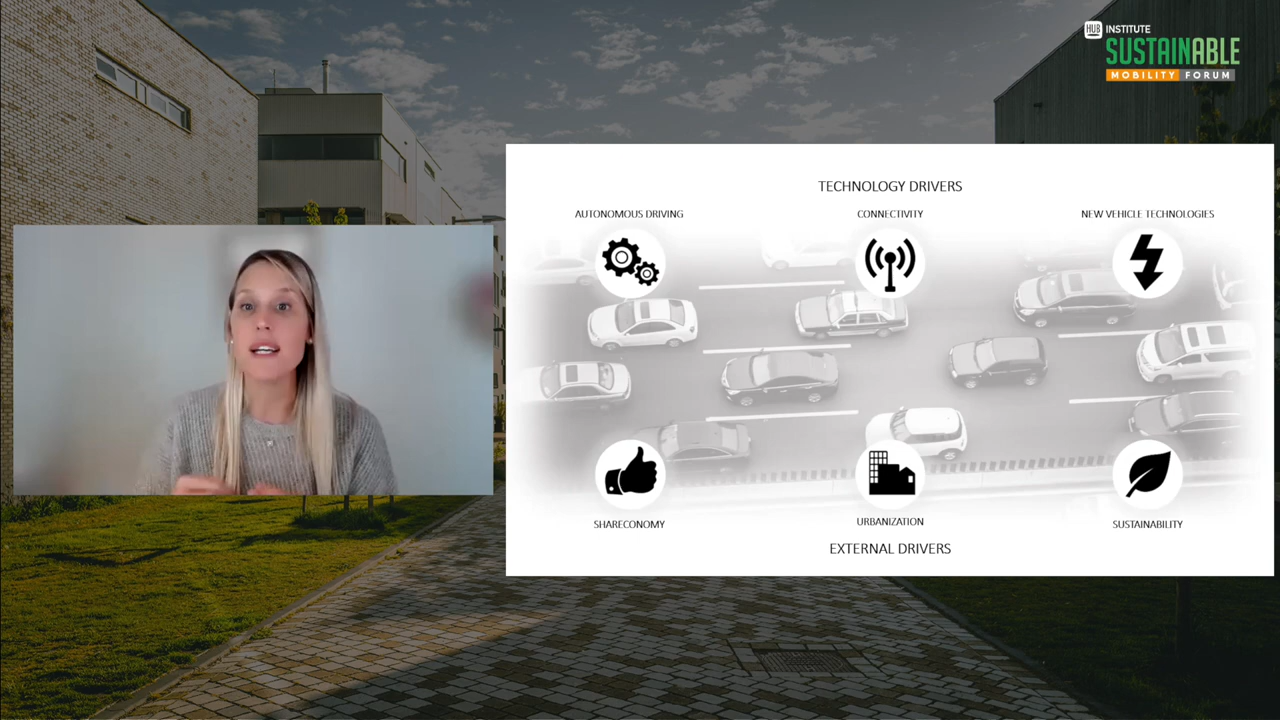 HUB INSTITUTE
SUSTAINABLE
MOBILITY FORUM
TECHNOLOGY DRIVERS
AUTONOMOUS DRIVING
CONNECTIVITY
NEW VEHICLE TECHNOLOGIES
SHARECONOMY
URBANIZATION
SUSTAINABILITY
EXTERNAL DRIVERS